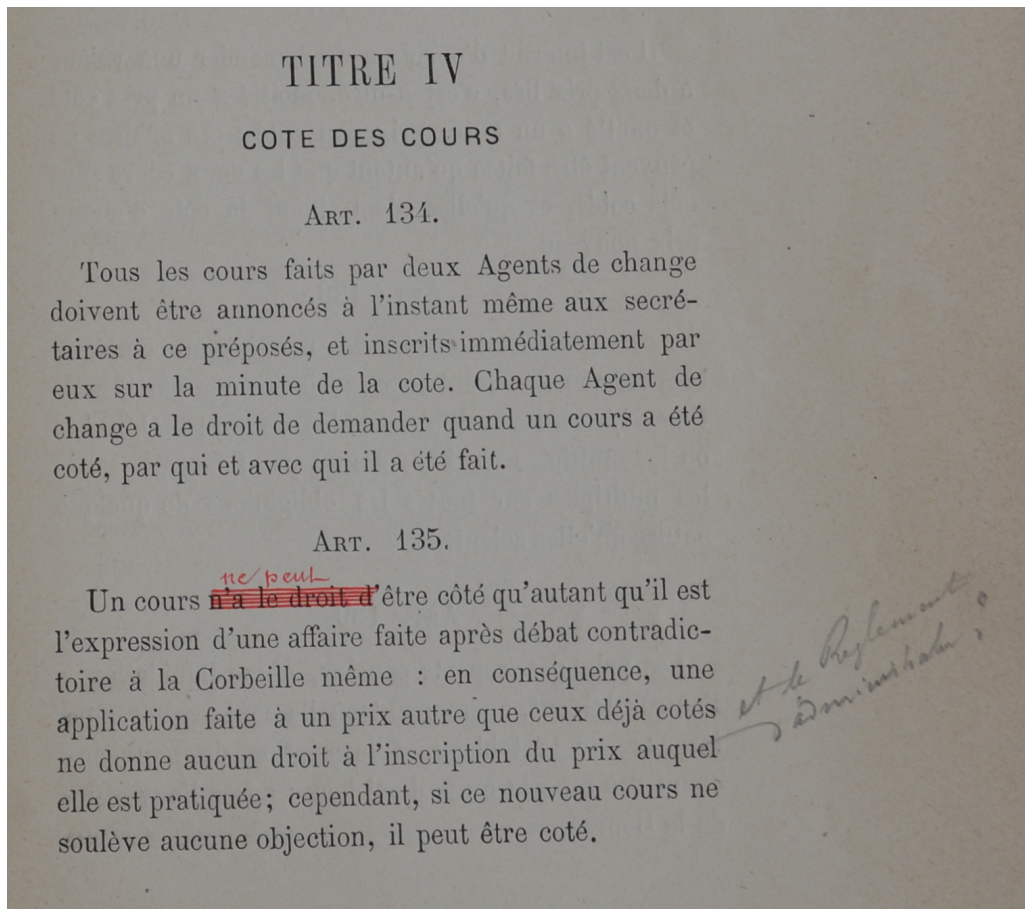 TITRE IV
COTE DES COURS
ART. 134.
Tous les cours faits par deux Agents de change
doivent être annoncés à l'instant même aux secré-
taires à ce préposés, et inscrits immédiatement par
eux sur la minute de la cote. Chaque Agent de
change a le droit de demander quand un cours a été
coté, par qui et avec qui il a été fait.
ART. 135.
ne peut
Un cours n'a le droit d'être côté qu'autant qu'il est
l'expression d'une affaire faite après débat contradic-
toire à la Corbeille même : en conséquence, une
application faite à un prix autre que ceux déjà cotés
ne donne aucun droit à l'inscription du prix auquel
elle est pratiquée; cependant, si ce nouveau cours ne
soulève aucune objection, il peut être coté.
et le Reglement